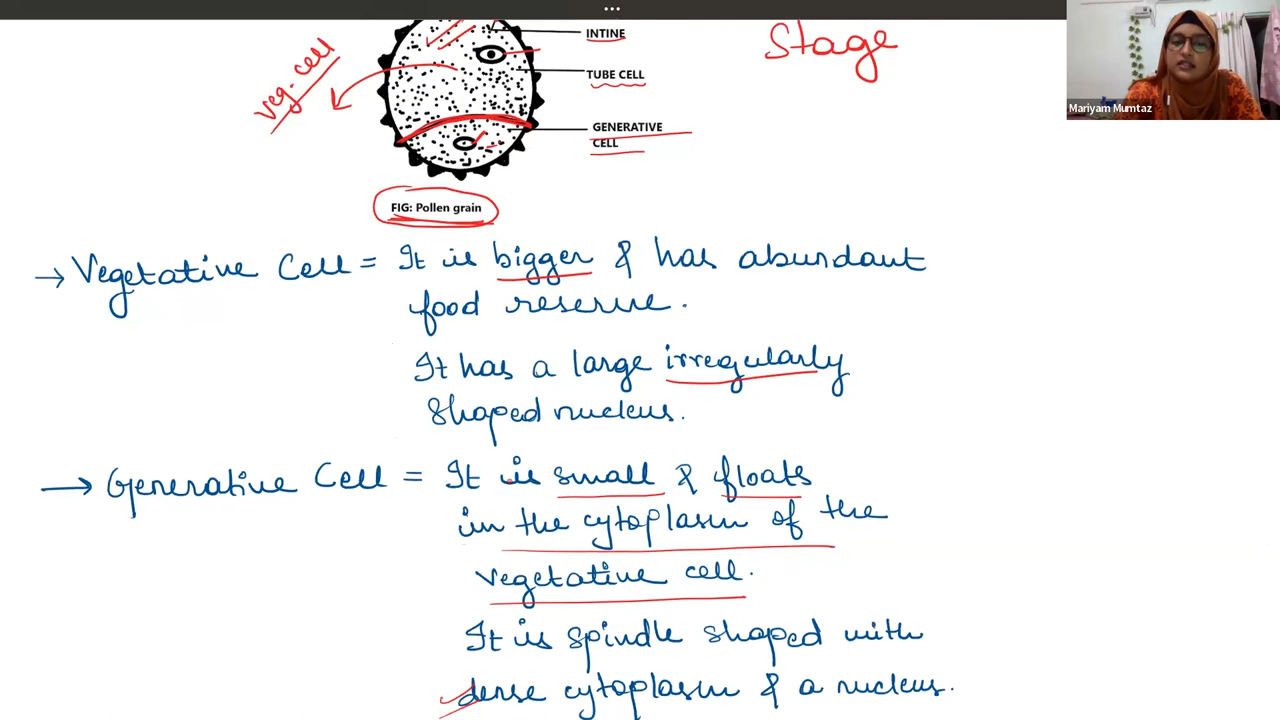 INTINE
Stage
Mariyam Mumtaz
veg. cell
TUBE CELL
GENERATIVE
CELL
FIG: Pollen grain
→ Vegetative Cell = It is bigger & has abundant
food reserve.
It has a large irregularly
shaped nucleus.
→ Generative Cell = It is small & floats
in the cytoplasm of the
vegetative cell.
It is spindle shaped with
dense cytoplasm & a nucleus.